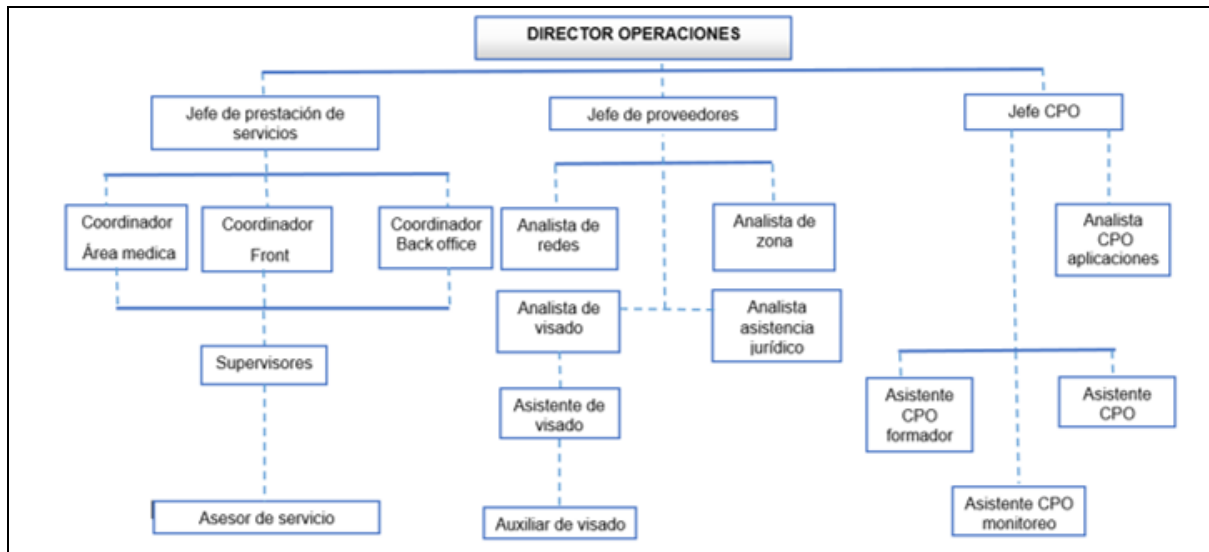 DIRECTOR OPERACIONES
Jefe de prestación de
servicios
Jefe de proveedores
Jefe CPO
Coordinador
Área medica
Coordinador
Front
Coordinador
Back office
Analista de
redes
Analista de
zona
Analista
CPO
aplicaciones
Analista de
visado
Analista
asistencia
jurídico
Supervisores
Asistente de
visado
Asistente
CPO
formador
Asistente
CPO
Asesor de servicio
Auxiliar de visado
Asistente CPO
monitoreo